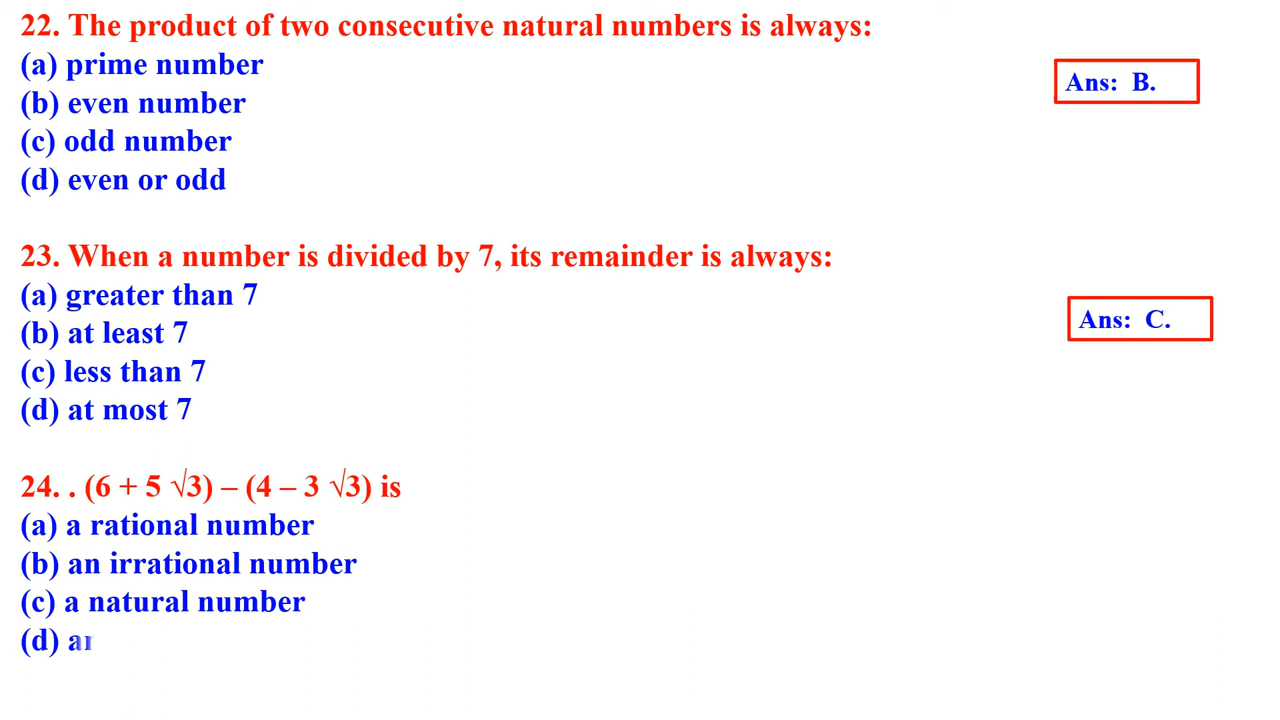 22. The product of two consecutive natural numbers is always:
(a) prime number
Ans: B.
(b) even number
(c) odd number
(d) even or odd
23. When a number is divided by 7, its remainder is always:
(a) greater than 7
Ans: C.
(b) at least 7
(c) less than 7
(d) at most 7
24. . (6 + 5 √3) – (4 – 3 √3) is
(a) a rational number
(b) an irrational number
(c) a natural number
(d)